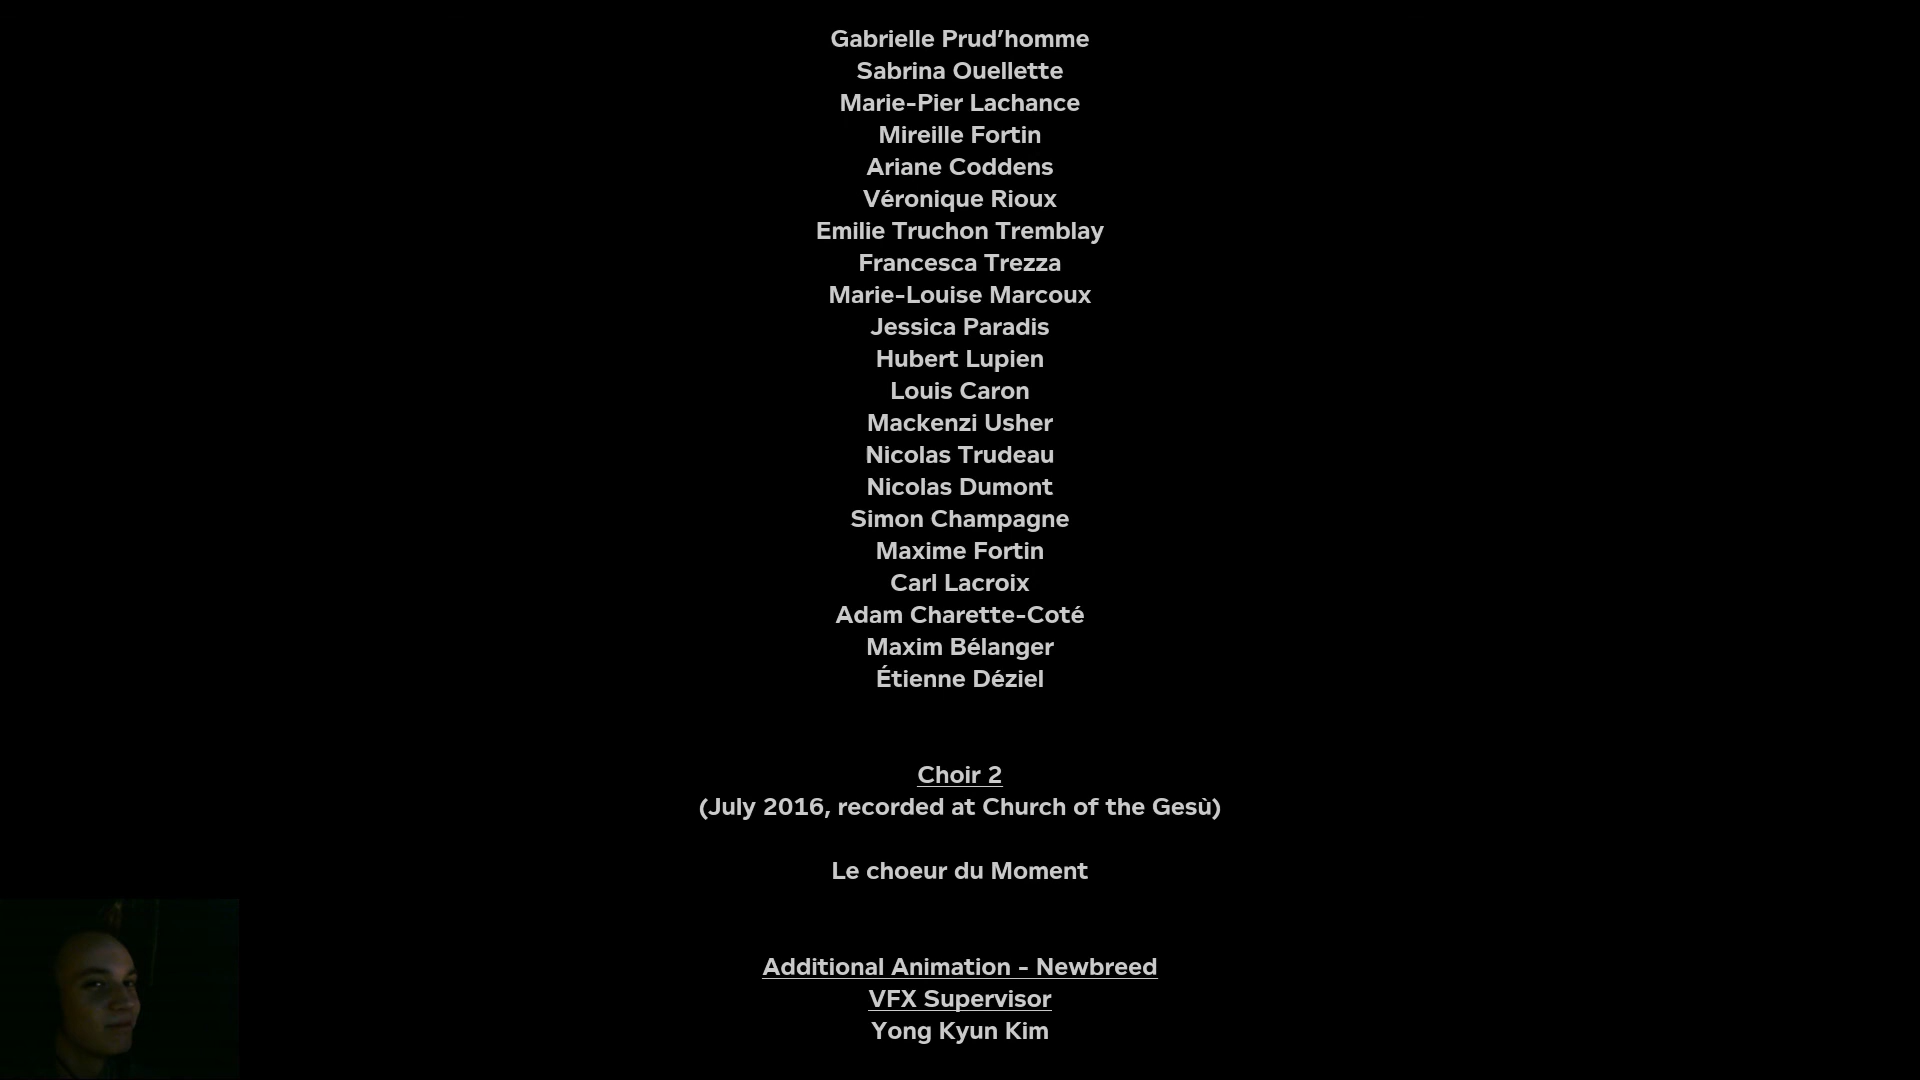 Gabrielle Prud'homme
Sabrina Ouellette
Marie-Pier Lachance
Mireille Fortin
Ariane Coddens
Véronique Rioux
Emilie Truchon Tremblay
Francesca Trezza
Marie-Louise Marcoux
Jessica Paradis
Hubert Lupien
Louis Caron
Mackenzi Usher
Nicolas Trudeau
Nicolas Dumont
Simon Champagne
Maxime Fortin
Carl Lacroix
Adam Charette-Coté
Maxim Bélanger
Étienne Déziel
Choir 2
(July 2016, recorded at Church of the Gesù)
Le choeur du Moment
Additional Animation - Newbreed
VFX Supervisor
Yong Kyun Kim